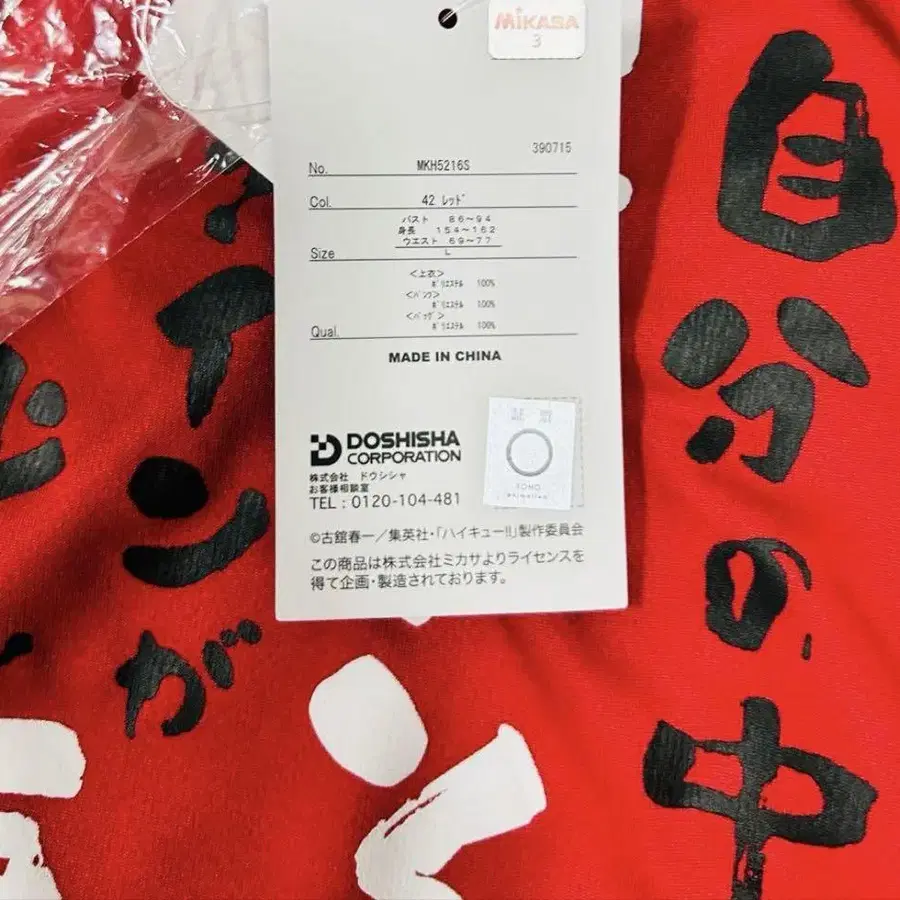 MIKASA
3
390715
No. MKH5216S
Col. 42 レッド
バスト 86～94
身長 154～162
ウエスト 69～77
Size L
<上衣>
ポリエステル 100%
<パンツ>
ポリエステル 100%
<バッグ>
ポリエステル 100%
Qual.
MADE IN CHINA
DOSHISHA
CORPORATION
株式会社 ドウシシャ
お客様相談室
TEL : 0120-104-481
TOHO
animation
©古舘春一／集英社・「ハイキュー!!」製作委員会
この商品は株式会社ミカサよりライセンスを
得て企画・製造されております。
自分の中
インが